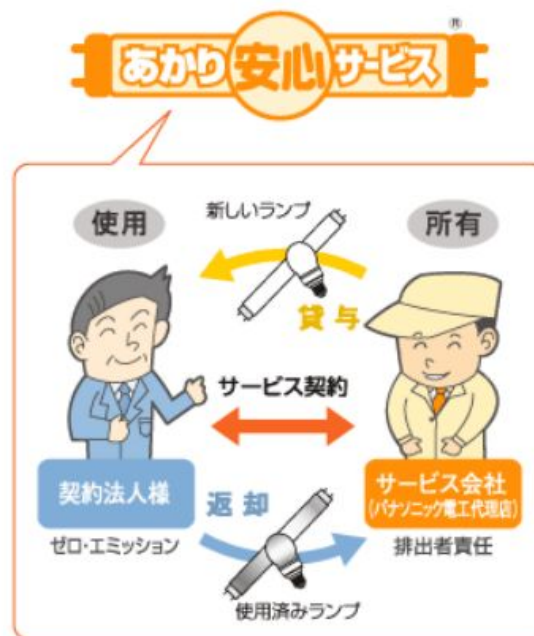 ®
あかり安心サービス
使用
新しいランプ
所有
貸与
サービス契約
契約法人様
返却
サービス会社
(パナソニック電工代理店)
ゼロ・エミッション
排出者責任
使用済みランプ